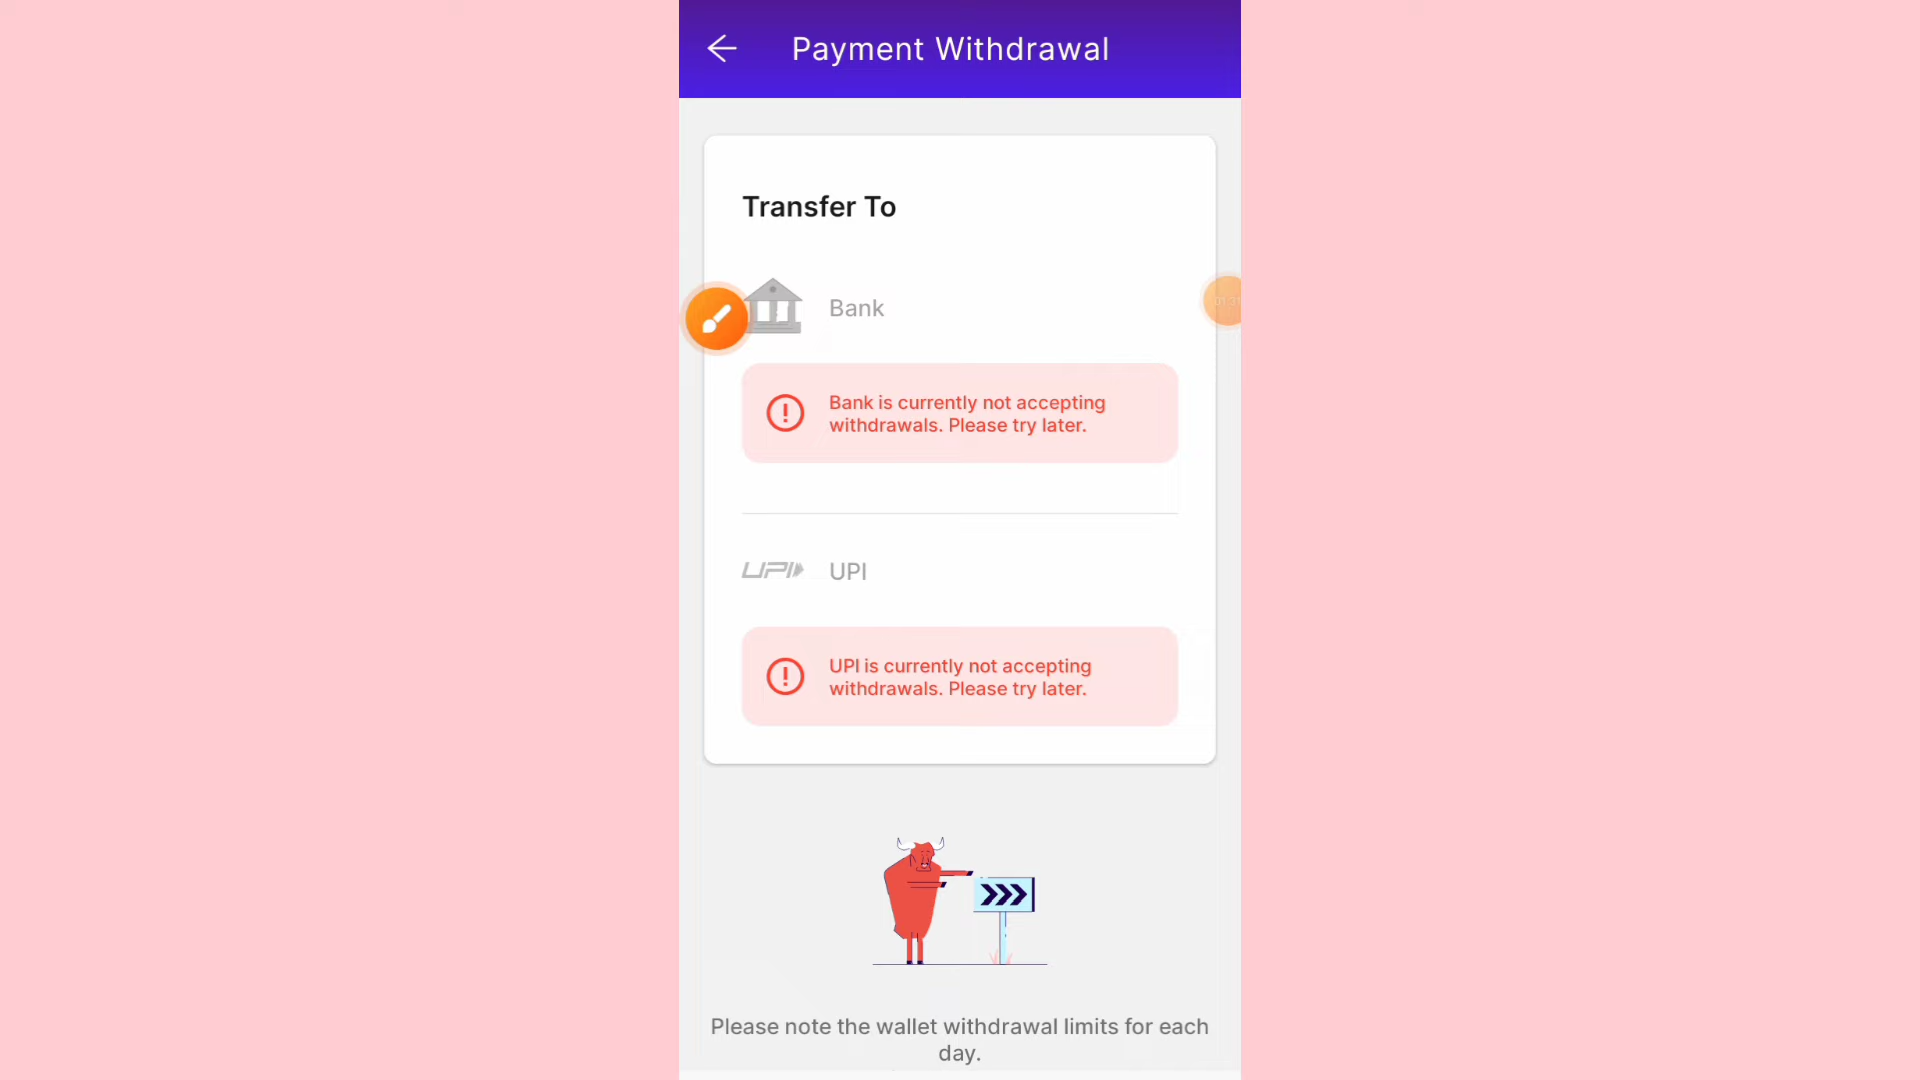 Payment Withdrawal
Transfer To
Bank
Bank is currently not accepting
withdrawals. Please try later.
UPI UPI
UPI is currently not accepting
withdrawals. Please try later.
Please note the wallet withdrawal limits for each
day.